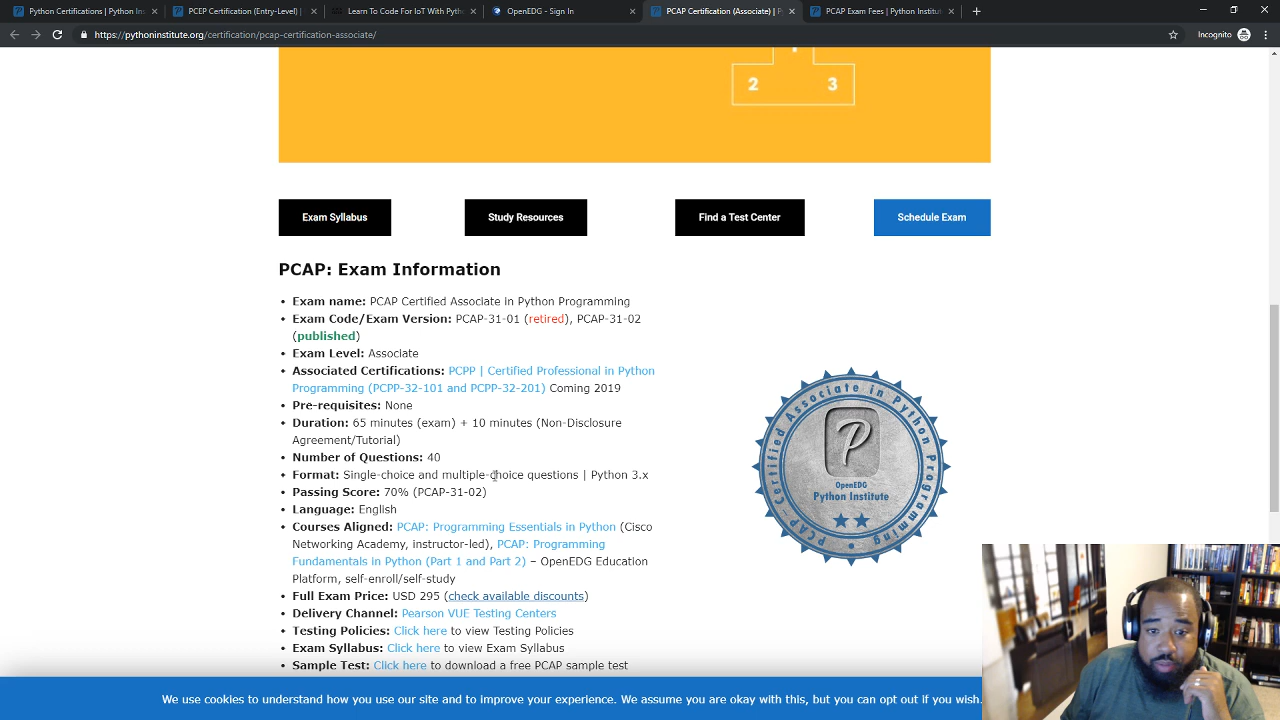 Python Certifications | Python Ins
PCEP Certification (Entry-Level) |
Learn To Code For IoT With Pyth
OpenEDG - Sign In
PCAP Certification (Associate) | P
PCAP Exam Fees | Python Institut
https://pythoninstitute.org/certification/pcap-certification-associate/
Incognito
2 3
Exam Syllabus
Study Resources
Find a Test Center
Schedule Exam
PCAP: Exam Information
• Exam name: PCAP Certified Associate in Python Programming
• Exam Code/Exam Version: PCAP-31-01 (retired), PCAP-31-02
(published)
• Exam Level: Associate
• Associated Certifications: PCPP | Certified Professional in Python
Programming (PCPP-32-101 and PCPP-32-201) Coming 2019
• Pre-requisites: None
• Duration: 65 minutes (exam) + 10 minutes (Non-Disclosure
Agreement/Tutorial)
• Number of Questions: 40
• Format: Single-choice and multiple-choice questions | Python 3.x
• Passing Score: 70% (PCAP-31-02)
• Language: English
• Courses Aligned: PCAP: Programming Essentials in Python (Cisco
Networking Academy, instructor-led), PCAP: Programming
Fundamentals in Python (Part 1 and Part 2) – OpenEDG Education
Platform, self-enroll/self-study
• Full Exam Price: USD 295 (check available discounts)
• Delivery Channel: Pearson VUE Testing Centers
• Testing Policies: Click here to view Testing Policies
• Exam Syllabus: Click here to view Exam Syllabus
• Sample Test: Click here to download a free PCAP sample test
PCAP-Certified Associate in Python Programming
P
OpenEDG
Python Institute
We use cookies to understand how you use our site and to improve your experience. We assume you are okay with this, but you can opt out if you wish.